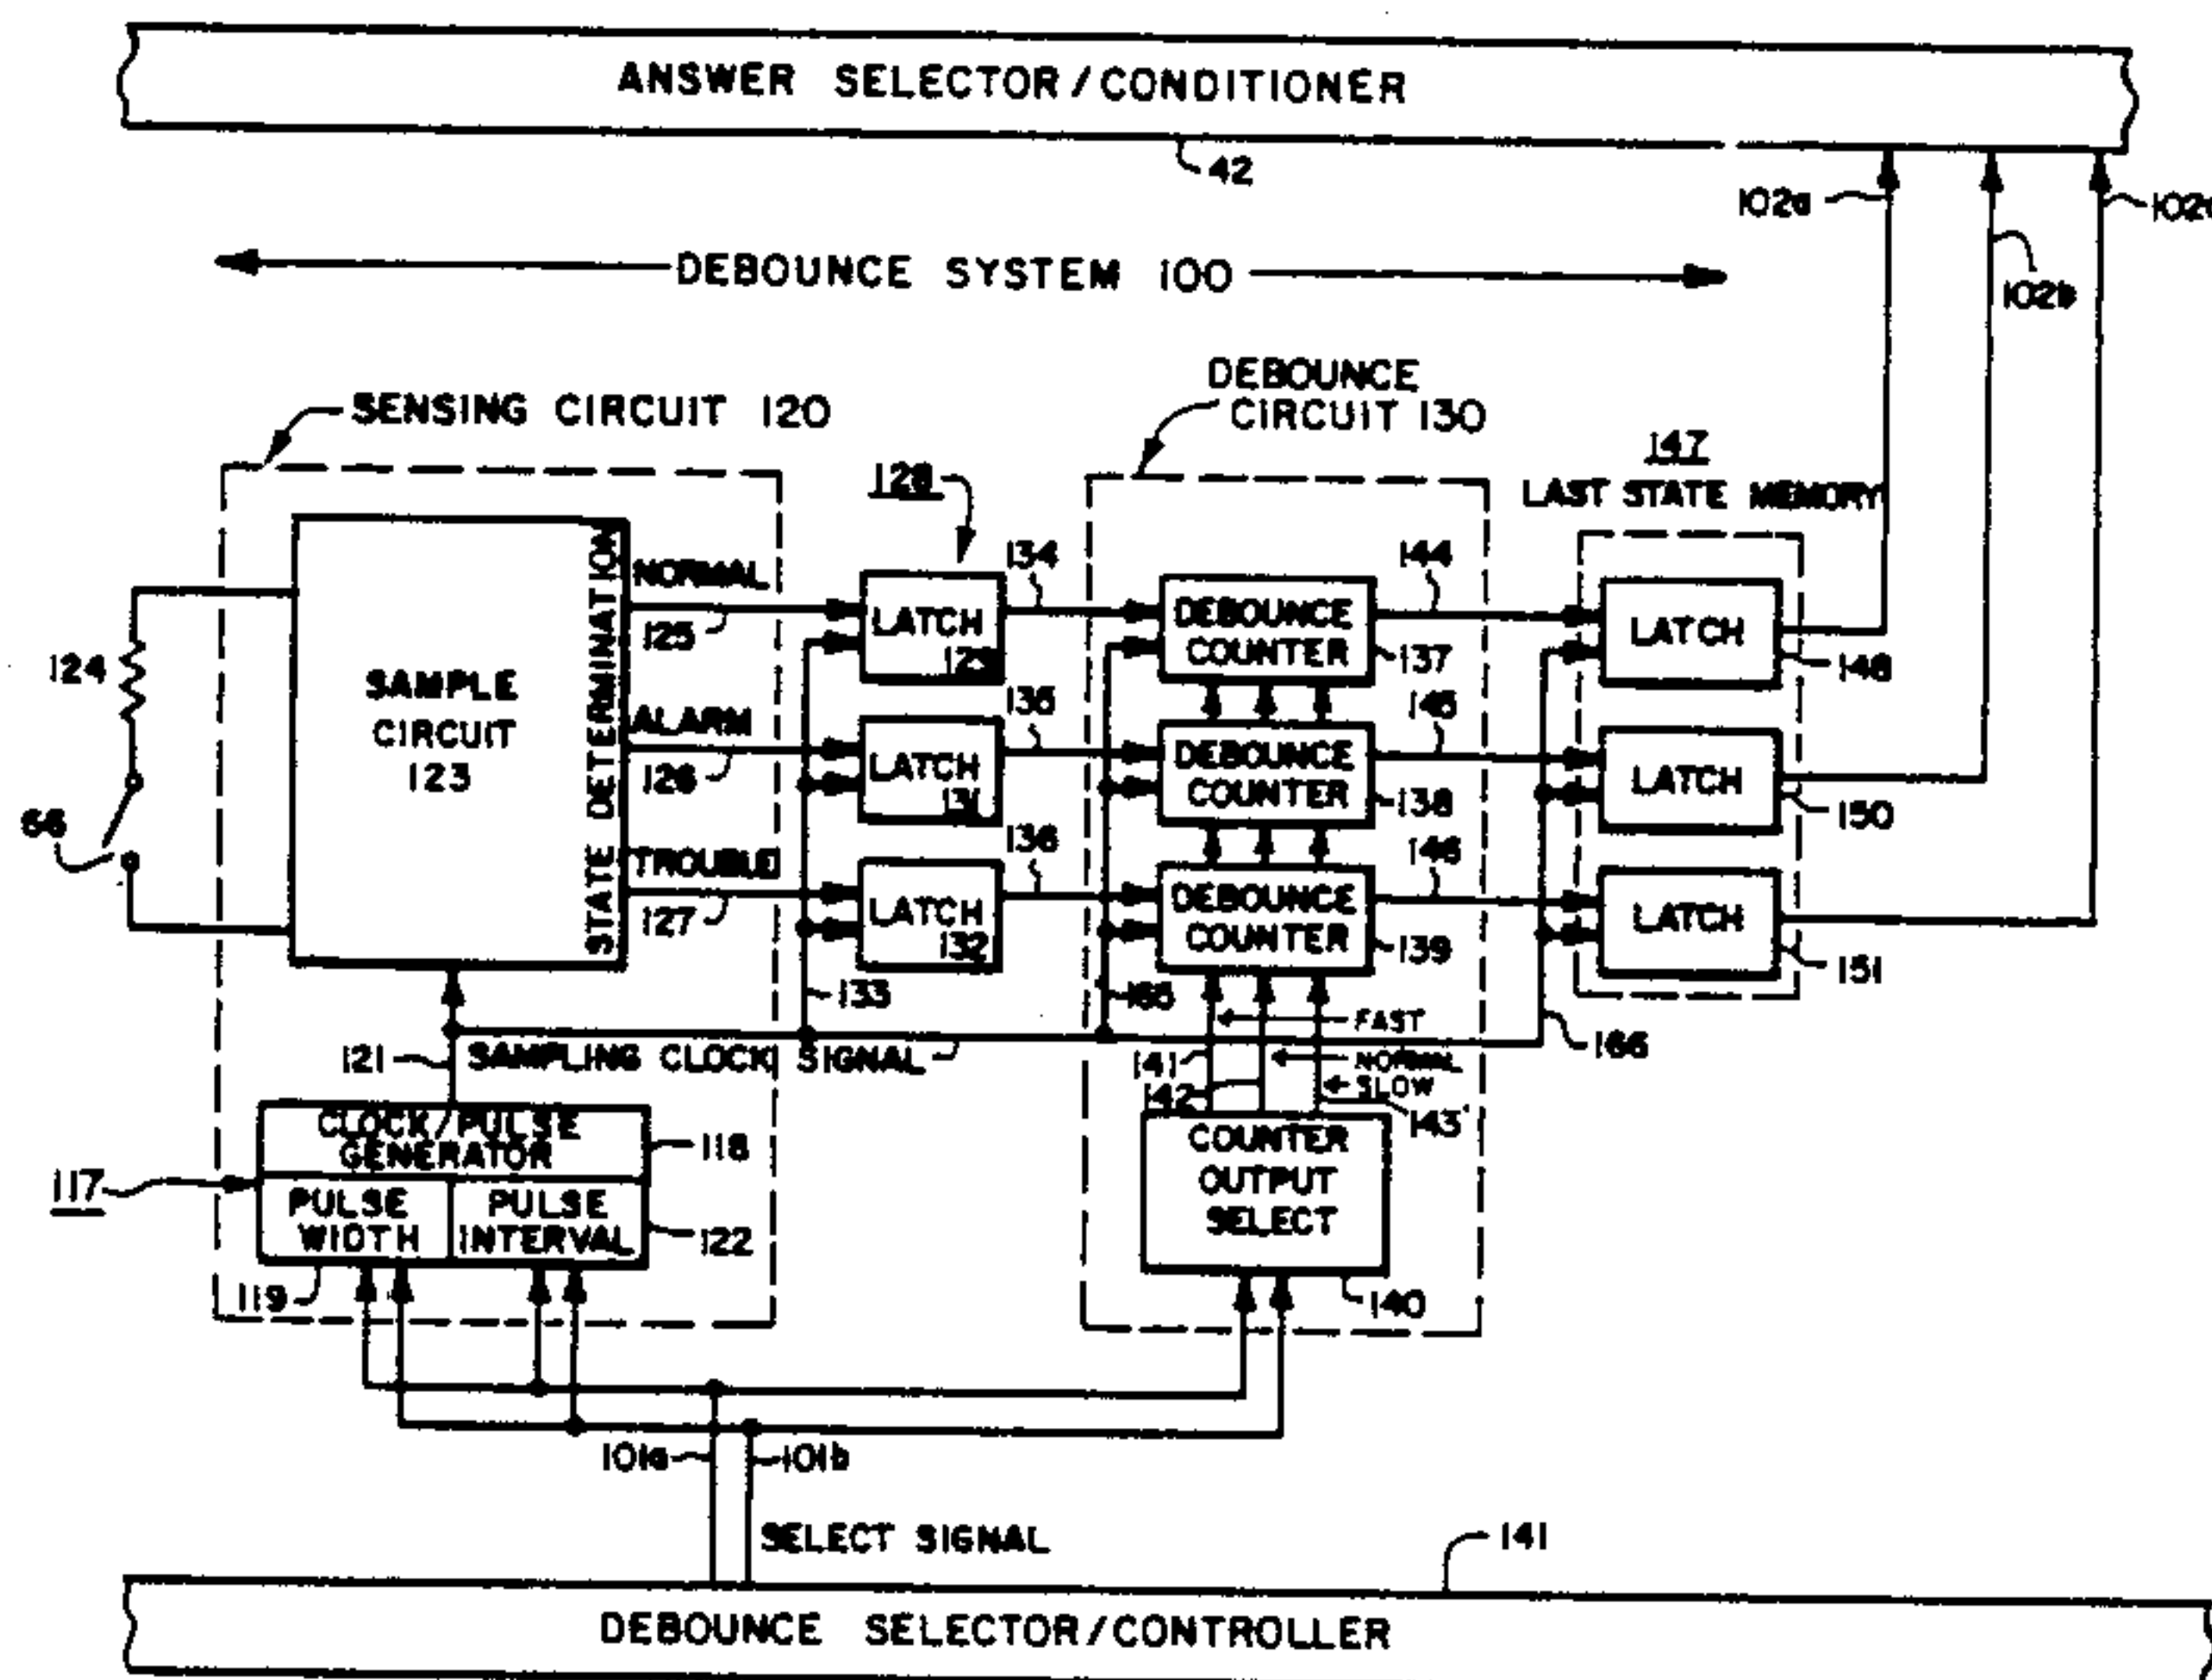 ANSWER SELECTOR/CONDITIONER
42
102a
102b
DEBOUNCE SYSTEM 100
SENSING CIRCUIT 120
DEBOUNCE
CIRCUIT 130
147
LAST STATE MEMORY
128
SAMPLE
CIRCUIT
123
STATE DETERMINATION
124
66
NORMAL
125
ALARM
126
TROUBLE
127
LATCH
129
LATCH
131
LATCH
132
133
134
135
136
DEBOUNCE
COUNTER
137
DEBOUNCE
COUNTER
138
DEBOUNCE
COUNTER
139
144
145
146
LATCH
LATCH
150
LATCH
151
165
166
121
SAMPLING CLOCK SIGNAL
FAST
NORMAL
SLOW
141
142
143
CLOCK/PULSE
GENERATOR
118
117
PULSE
WIDTH
119
PULSE
INTERVAL
122
COUNTER
OUTPUT
SELECT
140
101a
101b
SELECT SIGNAL
141
DEBOUNCE SELECTOR/CONTROLLER